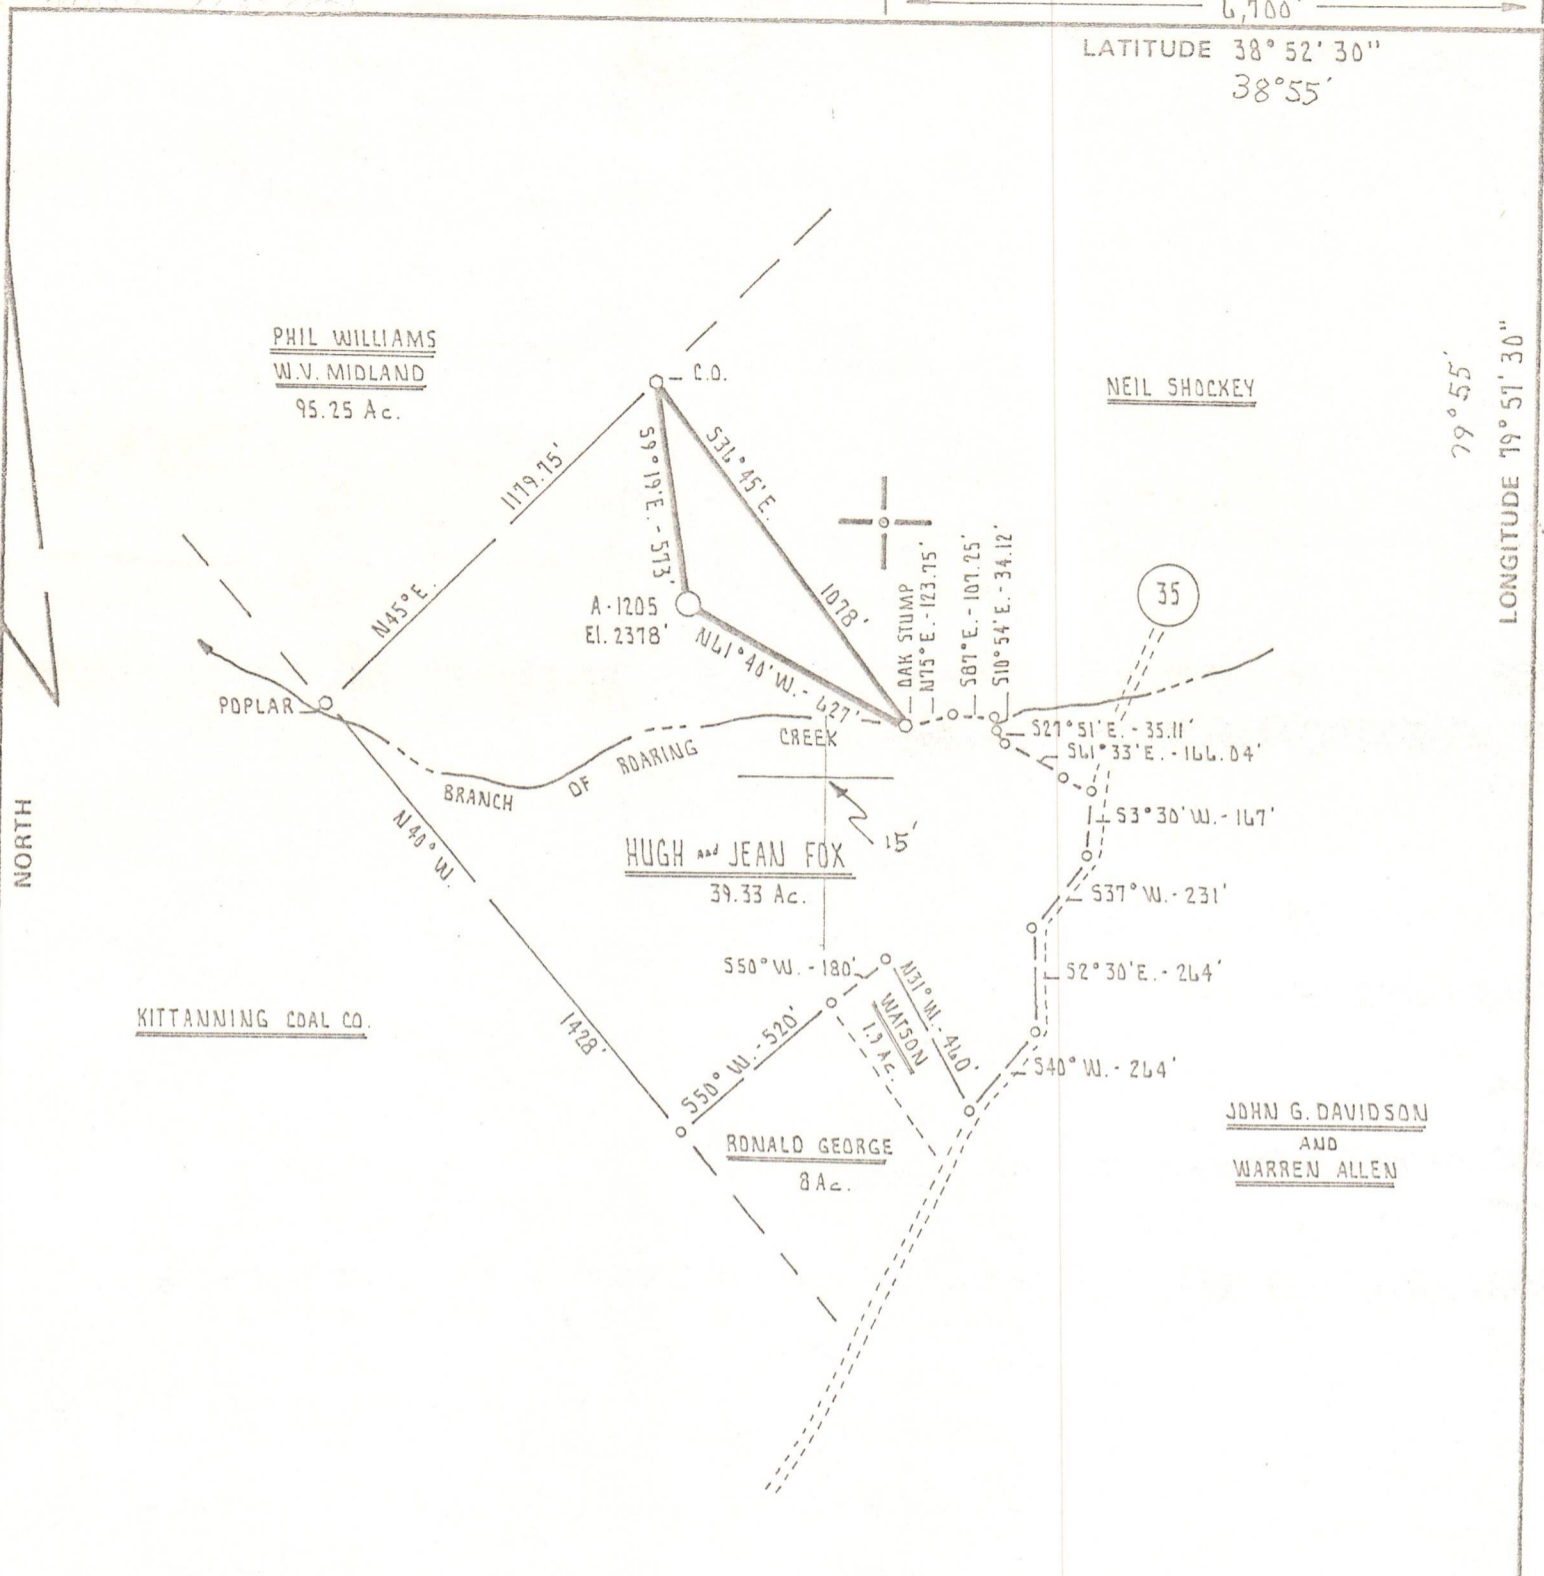 6,700'
LATITUDE 38° 52' 30"
38°55'
PHIL WILLIAMS
W.V. MIDLAND
95.25 Ac.
C.O.
NEIL SHOCKEY
79°55'
LONGITUDE 79° 57' 30"
1179.75'
N45°E.
S9°19'E. - 573'
S36°45'E.
1078'
A-1205
El. 2378'
N61°40'W. - 627'
OAK STUMP
N75°E. - 123.75'
S87°E. - 107.25'
S10°54'E. - 34.12'
35
POPLAR
S27°51'E. - 35.11'
S61°33'E. - 166.04'
BRANCH OF ROARING CREEK
S3°30'W. - 167'
NORTH
N40°W.
1428'
15'
HUGH and JEAN FOX
39.33 Ac.
S37°W. - 231'
S50°W. - 180'
N31°W. - 460'
S2°30'E. - 264'
WATSON
1.9 Ac.
KITTANNING COAL CO.
S50°W. - 520'
S40°W. - 264'
RONALD GEORGE
8 Ac.
JOHN G. DAVIDSON
AND
WARREN ALLEN